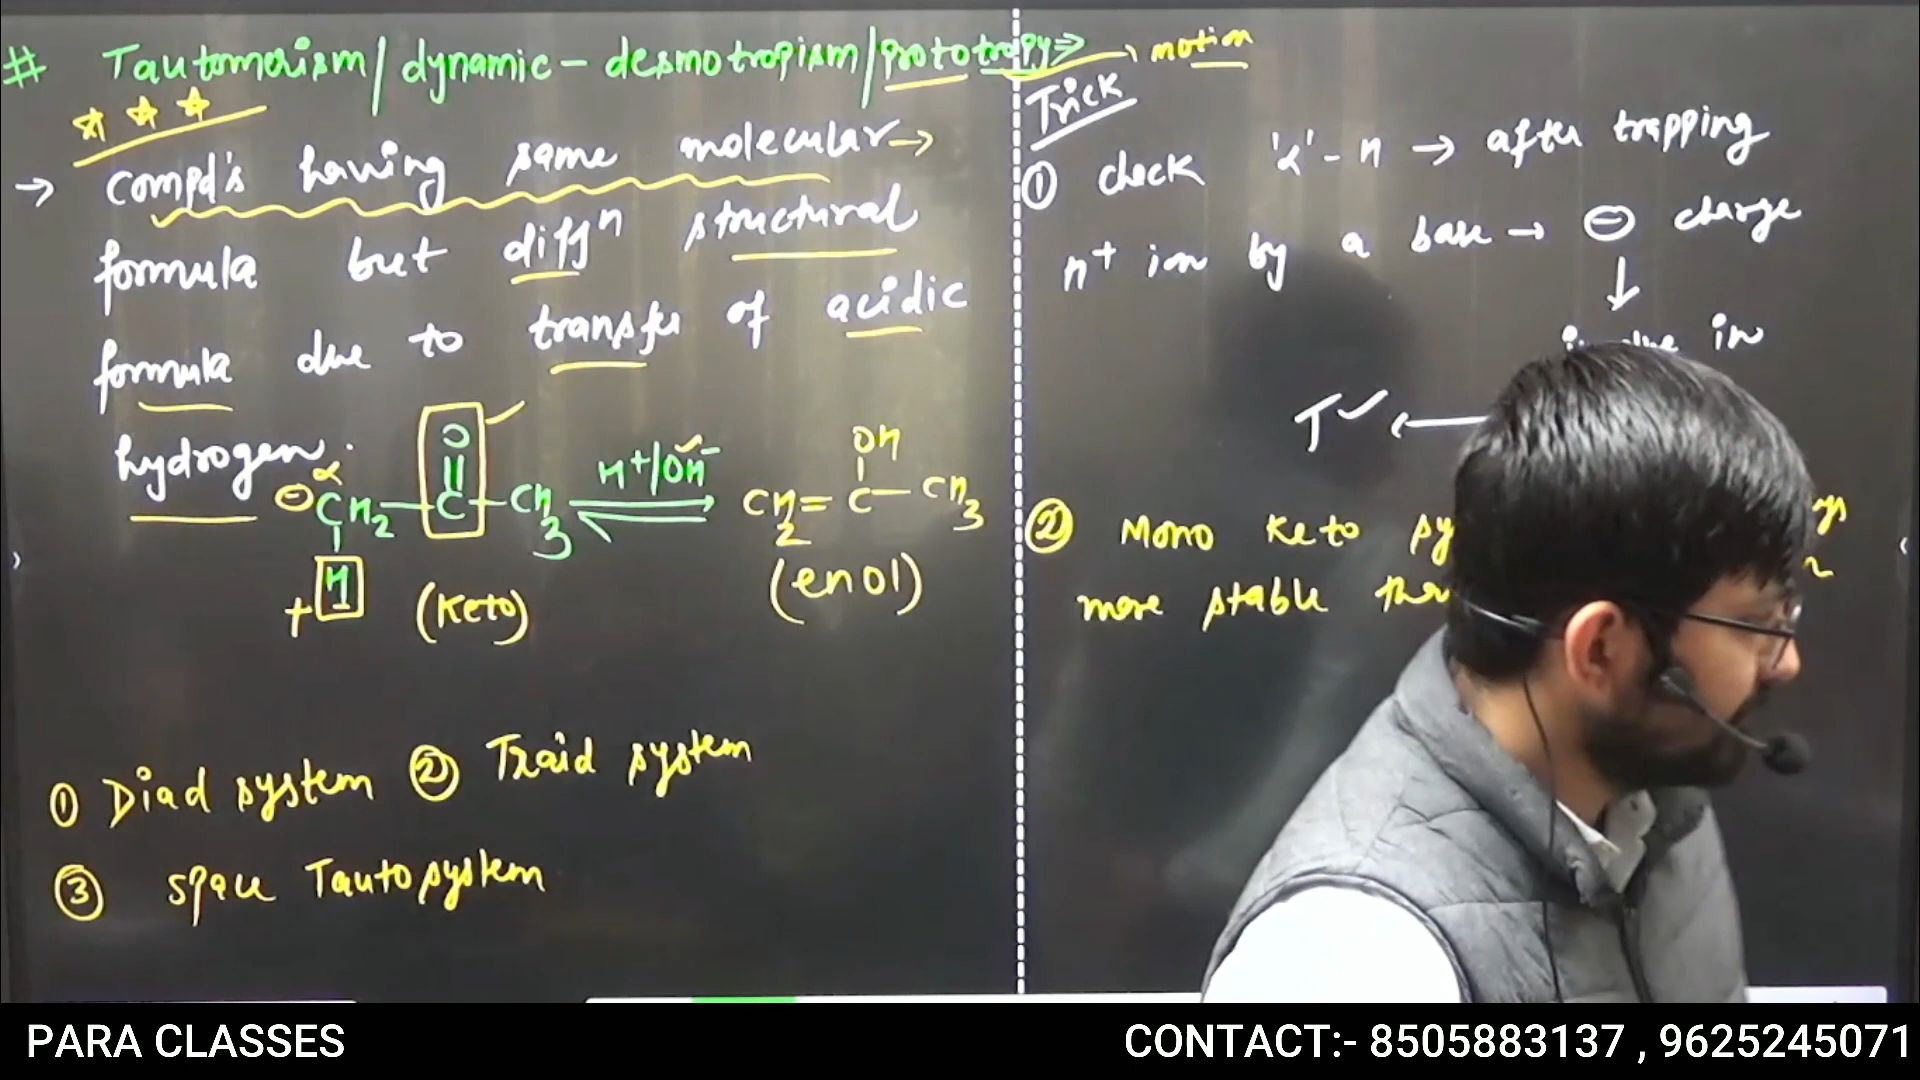 # Tautomerism/dynamic-desmotropism/prototropy⇒
→ motion
→ Compd's having same molecular →
formula but diffⁿ structural
formula due to transfer of acidic
hydrogen.
α
O
OH
⊖CH2—C—CH3 ⇌ H⁺/OH⁻ CH2=C—CH3
+ H
(Keto)
(enol)
① Diad system ② Traid system
③ space Tautosystem
Trick
① check 'α'-H → after trapping
H⁺ ion by a base → ⊖ charge
↓
in
T✓ ←
② Mono Keto
more stable
PARA CLASSES
CONTACT:- 8505883137 , 9625245071